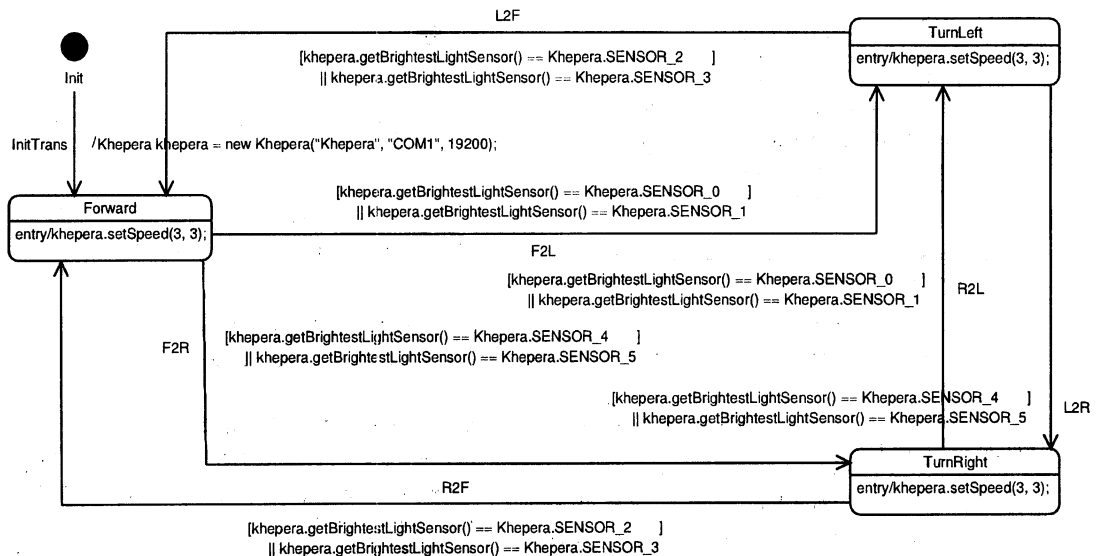 L2F
TurnLeft
entry/khepera.setSpeed(3, 3);
[khepera.getBrightestLightSensor() == Khepera.SENSOR_2 ]
|| khepera.getBrightestLightSensor() == Khepera.SENSOR_3
Init
InitTrans
/Khepera khepera = new Khepera("Khepera", "COM1", 19200);
[khepera.getBrightestLightSensor() == Khepera.SENSOR_0 ]
|| khepera.getBrightestLightSensor() == Khepera.SENSOR_1
Forward
entry/khepera.setSpeed(3, 3);
F2L
[khepera.getBrightestLightSensor() == Khepera.SENSOR_0 ]
|| khepera.getBrightestLightSensor() == Khepera.SENSOR_1
R2L
F2R
[khepera.getBrightestLightSensor() == Khepera.SENSOR_4 ]
|| khepera.getBrightestLightSensor() == Khepera.SENSOR_5
[khepera.getBrightestLightSensor() == Khepera.SENSOR_4 ]
|| khepera.getBrightestLightSensor() == Khepera.SENSOR_5
L2R
TurnRight
entry/khepera.setSpeed(3, 3);
R2F
[khepera.getBrightestLightSensor() == Khepera.SENSOR_2 ]
|| khepera.getBrightestLightSensor() == Khepera.SENSOR_3